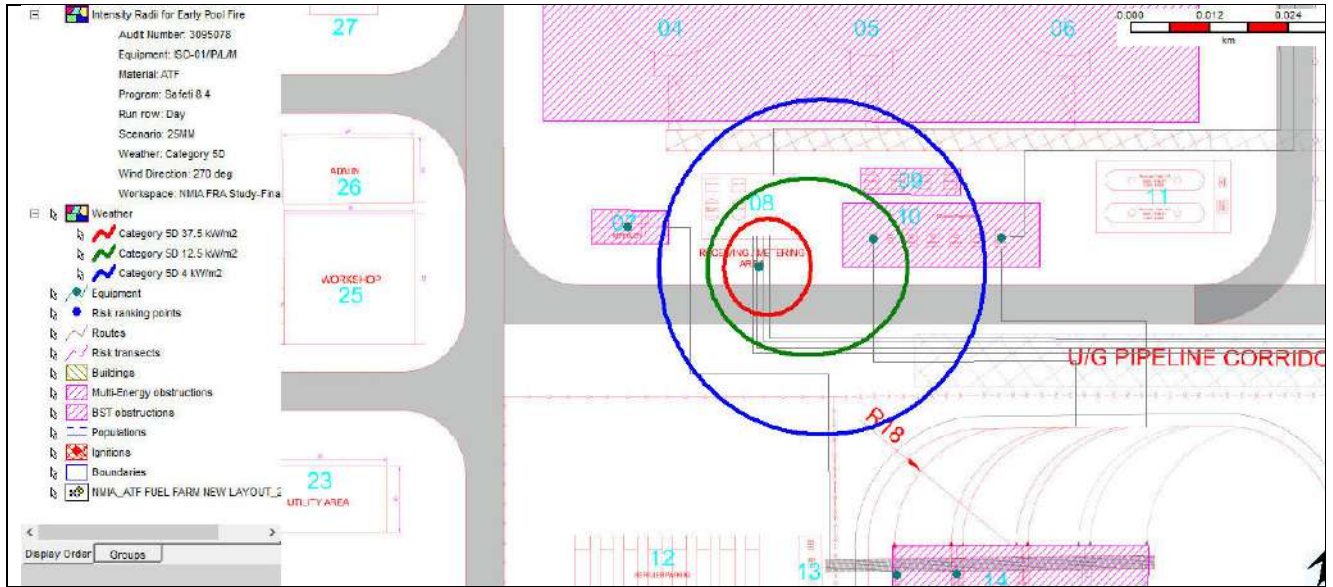 Intensity Radii for Early Pool Fire
Audit Number: 3095078
Equipment: ISO-01/P/L/M
Material: ATF
Program: Safeti 8.4
Run row: Day
Scenario: 25MM
Weather: Category 5D
Wind Direction: 270 deg
Workspace: NMIA FRA Study-Fina
Weather
Category 5D 37.5 kW/m2
Category 5D 12.5 kW/m2
Category 5D 4 kW/m2
Equipment
Risk ranking points
Routes
Risk transects
Buildings
Multi-Energy obstructions
BST obstructions
Populations
Ignitions
Boundaries
NMIA_ATF FUEL FARM NEW LAYOUT_2
Display Order
Groups
27
04
05
06
0.000
0.012
0.024
km
ADMIN
26
WORKSHOP
25
07
08
09
10
11
RECEIVING / METERING
AREA
U/G PIPELINE CORRIDO
R18
23
UTILITY AREA
12
13
14